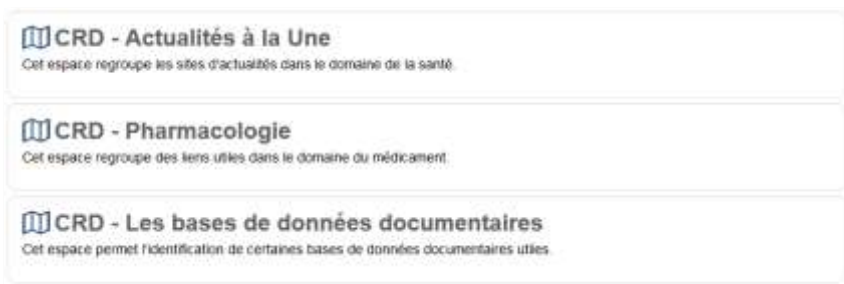 CRD - Actualités à la Une
Cet espace regroupe les sites d'actualités dans le domaine de la santé.
CRD - Pharmacologie
Cet espace regroupe des liens utiles dans le domaine du médicament.
CRD - Les bases de données documentaires
Cet espace permet l'identification de certaines bases de données documentaires utiles.